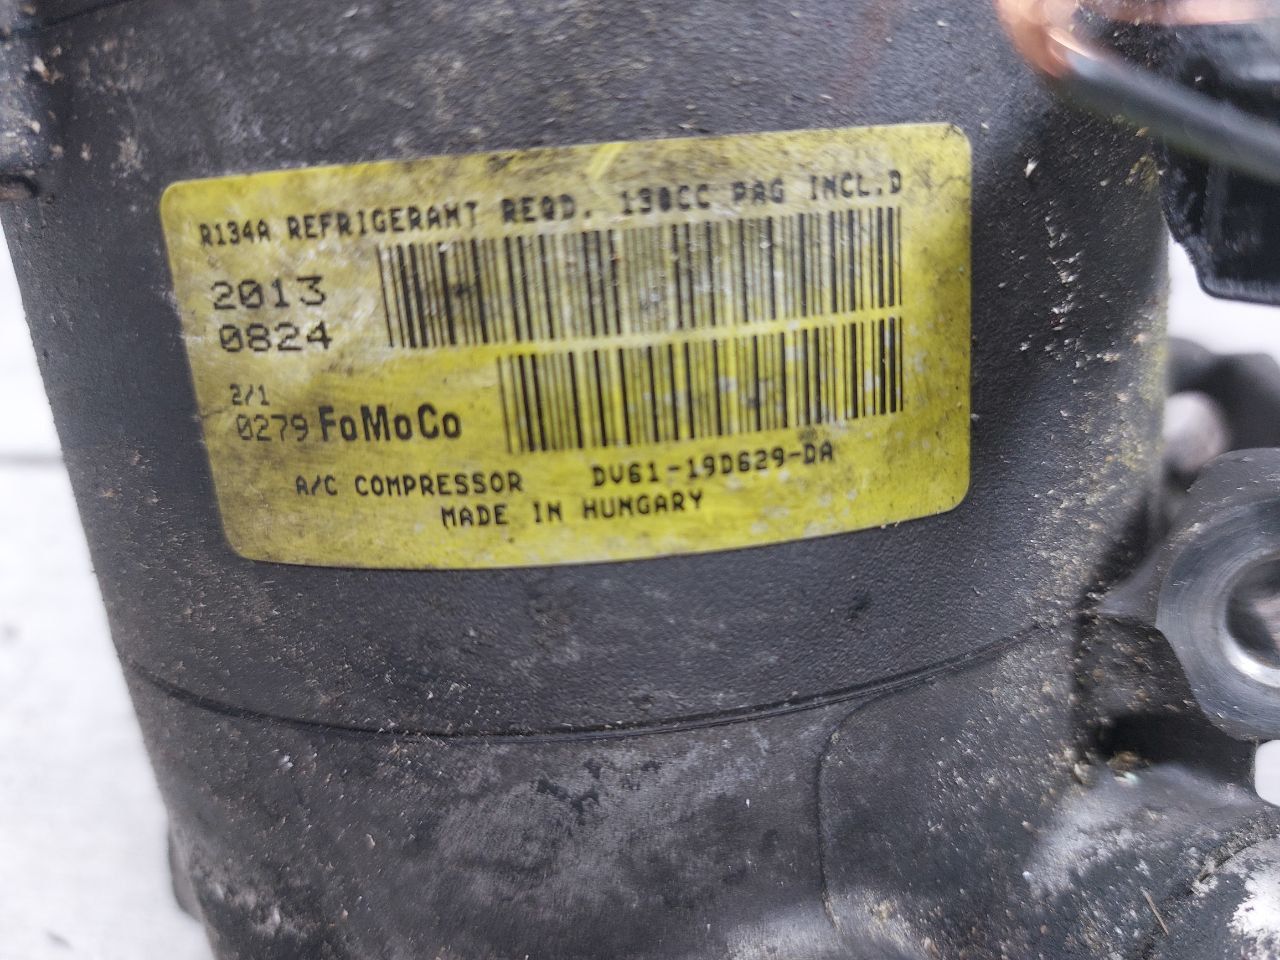 R134A REFRIGERANT REQD. 130CC PAG INCL.D
2013
0824
2/1
0279 FoMoCo
A/C COMPRESSOR DV61-19D629-DA
MADE IN HUNGARY